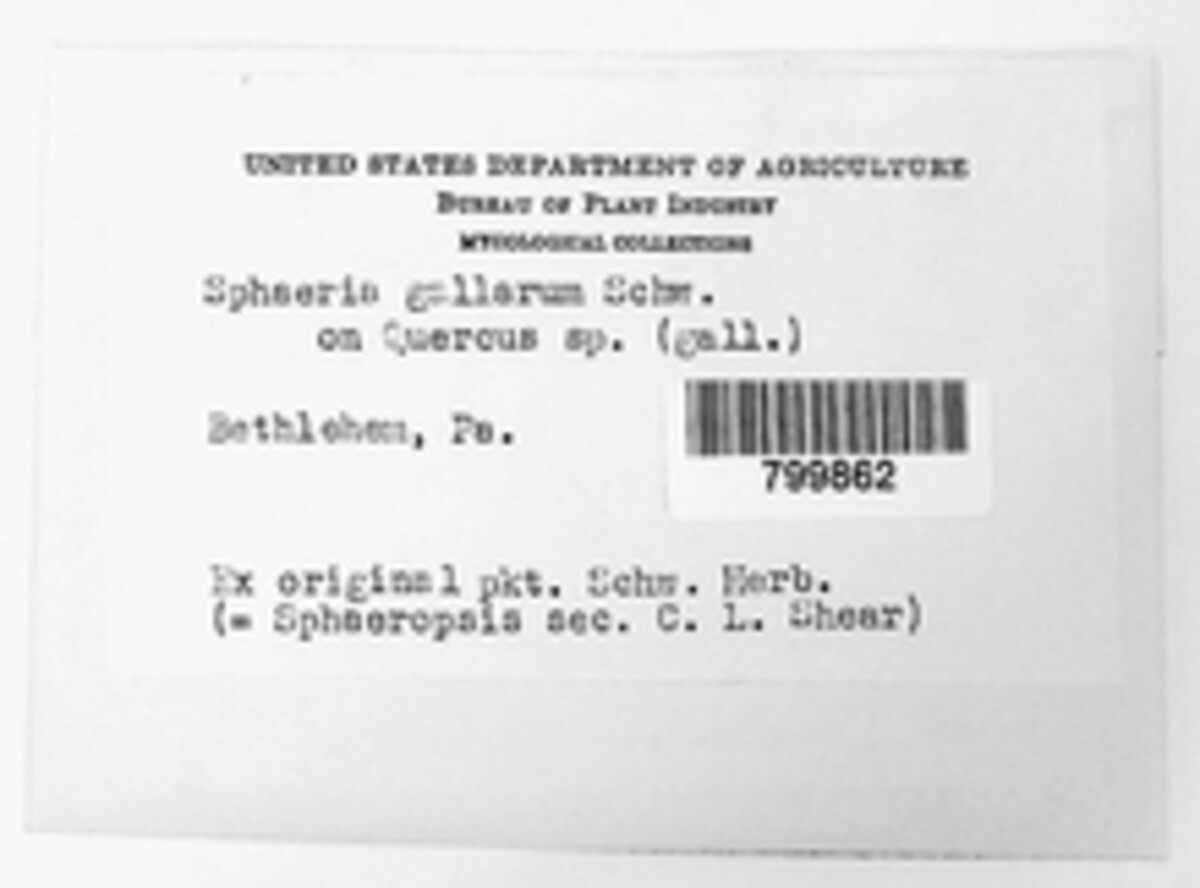 UNITED STATES DEPARTMENT OF AGRICULTURE
BUREAU OF PLANT INDUSTRY
MYCOLOGICAL COLLECTIONS
Sphaeria gallarum Schw.
on Quercus sp. (gall.)
Bethlehem, Pa.
799862
Ex original pkt. Schw. Herb.
(= Sphaeropsis sec. C. L. Shear)